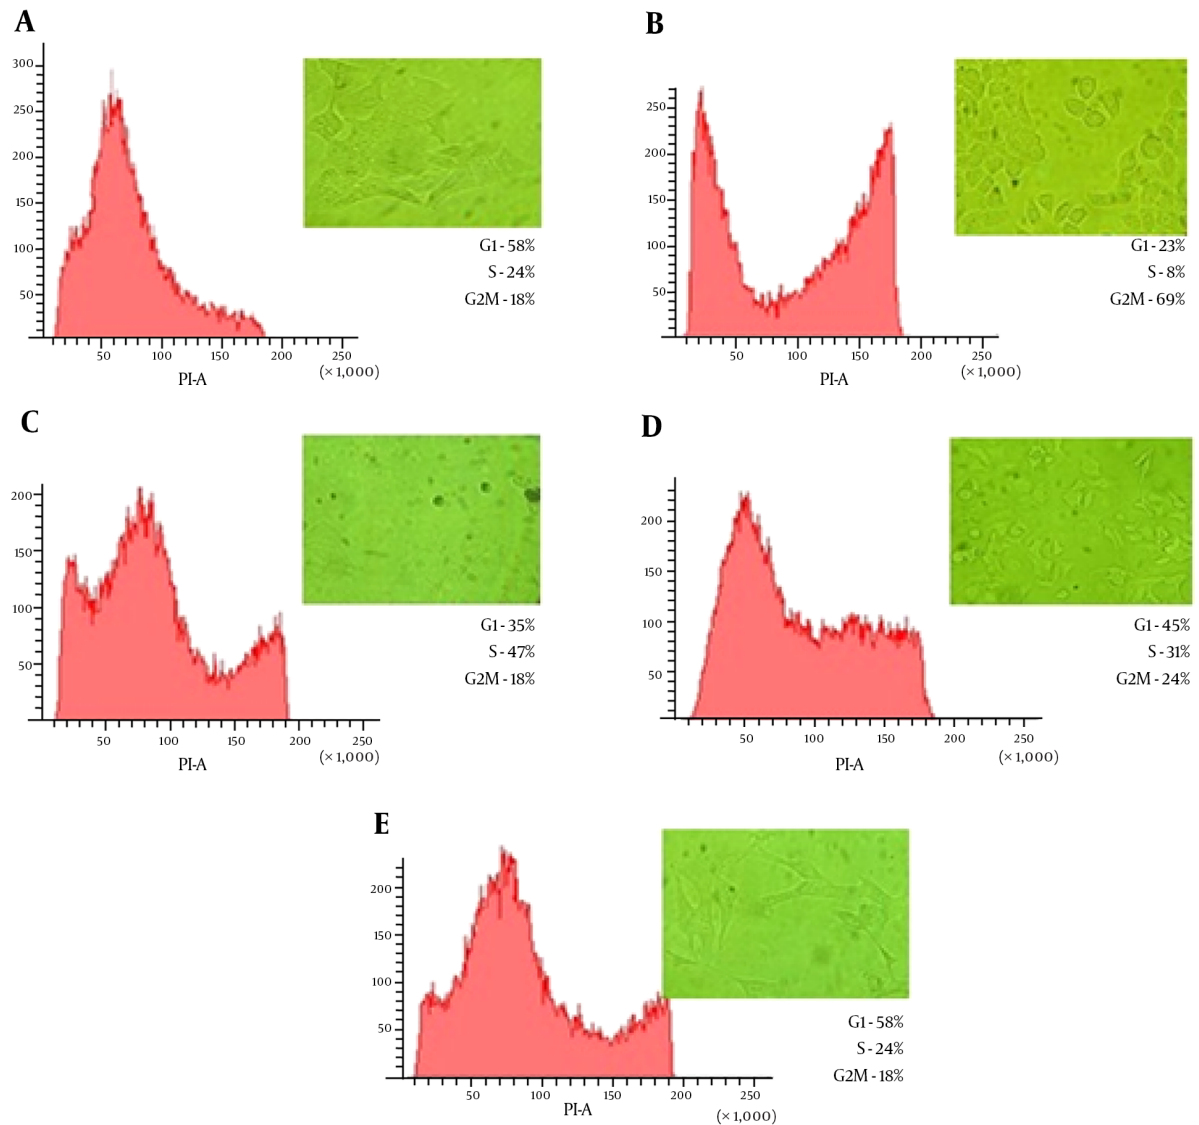 A
300
250
200
150
100
50
50 100 150 200 250
(×1,000)
PI-A
G1-58%
S-24%
G2M-18%
B
250
200
150
100
50
50 100 150 200 250
(×1,000)
PI-A
G1-23%
S-8%
G2M-69%
C
200
150
100
50
50 100 150 200 250
(×1,000)
PI-A
G1-35%
S-47%
G2M-18%
D
200
150
100
50
50 100 150 200 250
(×1,000)
PI-A
G1-45%
S-31%
G2M-24%
E
200
150
100
50
50 100 150 200 250
(×1,000)
PI-A
G1-58%
S-24%
G2M-18%